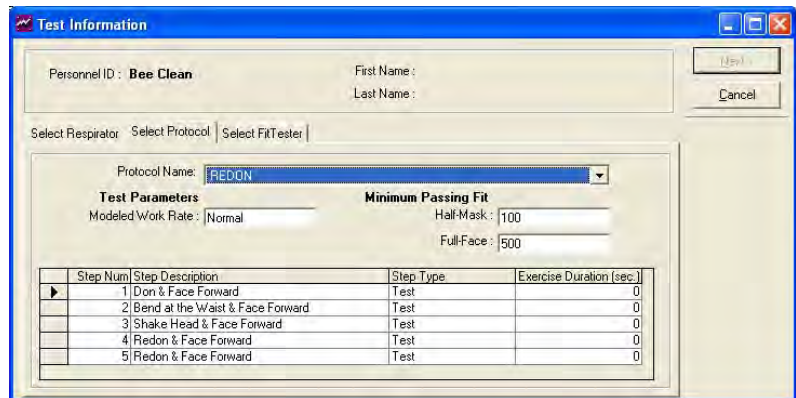 Test Information
Personnel ID : Bee Clean
First Name :
Last Name :
Next
Cancel
Select Respirator Select Protocol Select FitTester
Protocol Name: REDON
Test Parameters Minimum Passing Fit
Modeled Work Rate : Normal Half-Mask : 100
Full-Face : 500
Step Num Step Description Step Type Exercise Duration (sec.)
1 Don & Face Forward Test 0
2 Bend at the Waist & Face Forward Test 0
3 Shake Head & Face Forward Test 0
4 Redon & Face Forward Test 0
5 Redon & Face Forward Test 0